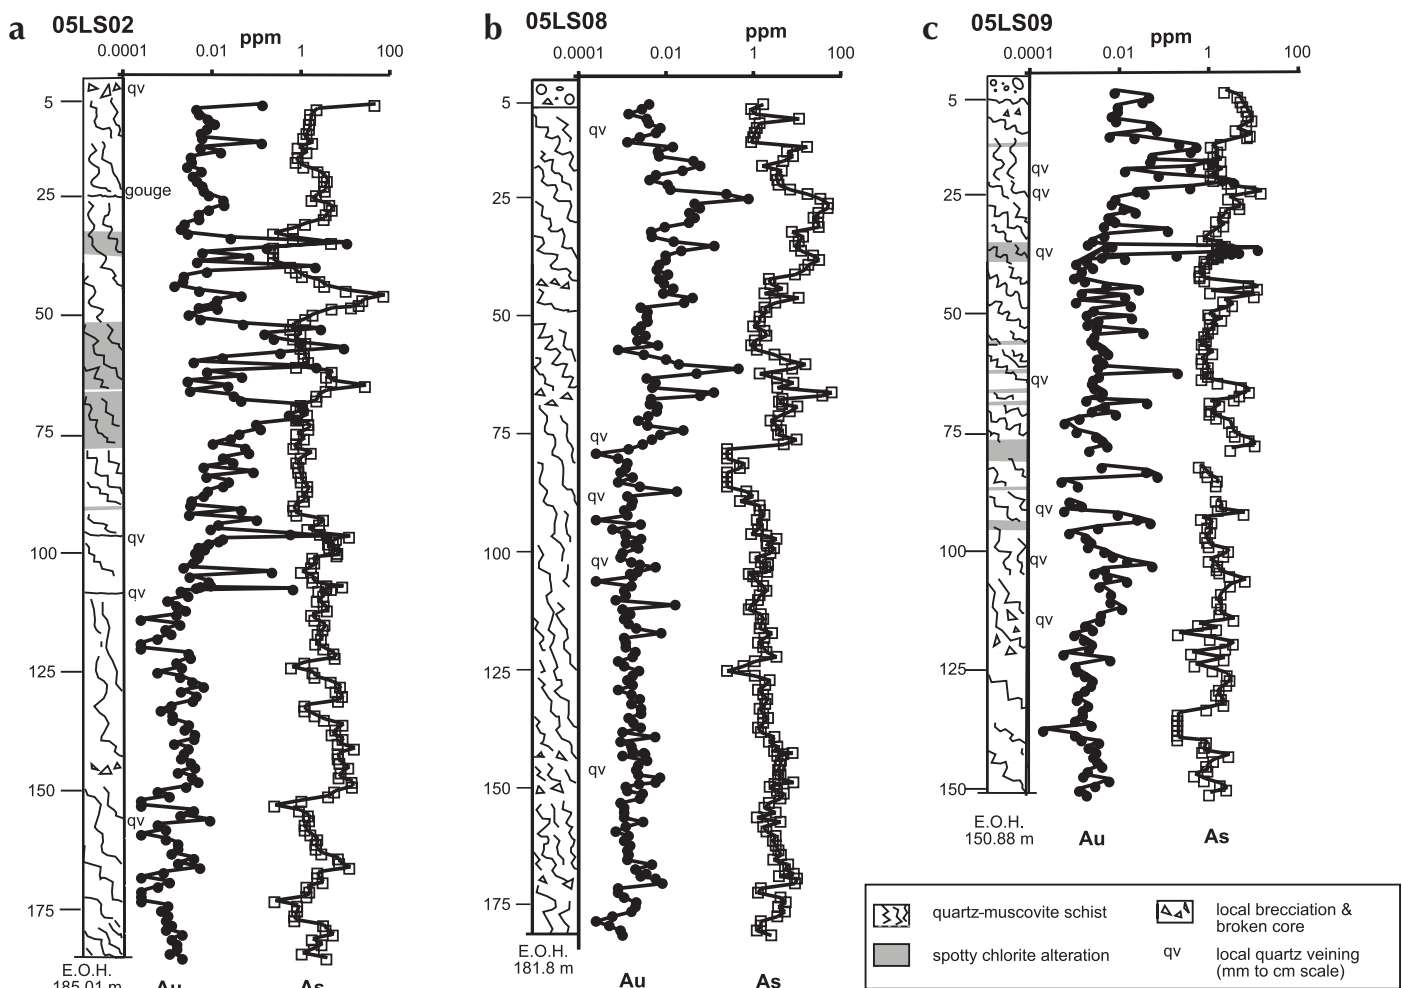 a
05LS02
ppm
0.0001 0.01 1 100
5
25
50
75
100
125
150
175
qv
gouge
qv
qv
qv
E.O.H.
185.01 m
Au
As
b
05LS08
ppm
0.0001 0.01 1 100
5
25
50
75
100
125
150
175
qv
qv
qv
qv
qv
E.O.H.
181.8 m
Au
As
c
05LS09
ppm
0.0001 0.01 1 100
5
25
50
75
100
125
150
qv
qv
qv
qv
qv
qv
qv
E.O.H.
150.88 m
Au
As
quartz-muscovite schist
spotty chlorite alteration
local brecciation &
broken core
qv
local quartz veining
(mm to cm scale)